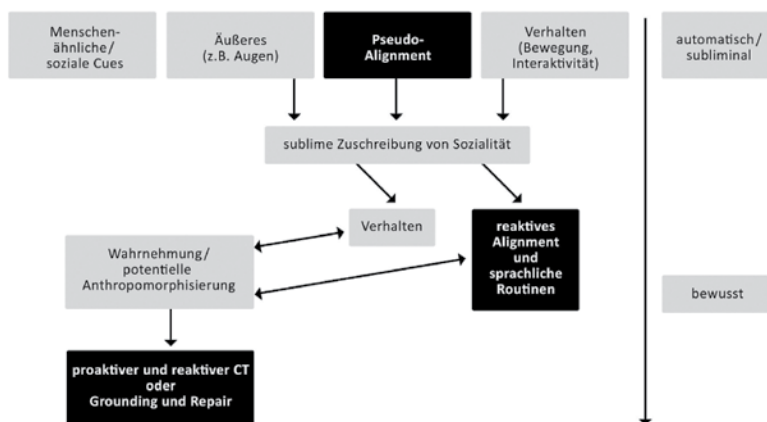 Menschen-
ähnliche/
soziale Cues
Äußeres
(z.B. Augen)
Pseudo-
Alignment
Verhalten
(Bewegung,
Interaktivität)
automatisch/
subliminal
sublime Zuschreibung von Sozialität
Verhalten
reaktives
Alignment
und
sprachliche
Routinen
Wahrnehmung/
potentielle
Anthropomorphisierung
bewusst
proaktiver und reaktiver CT
oder
Grounding und Repair